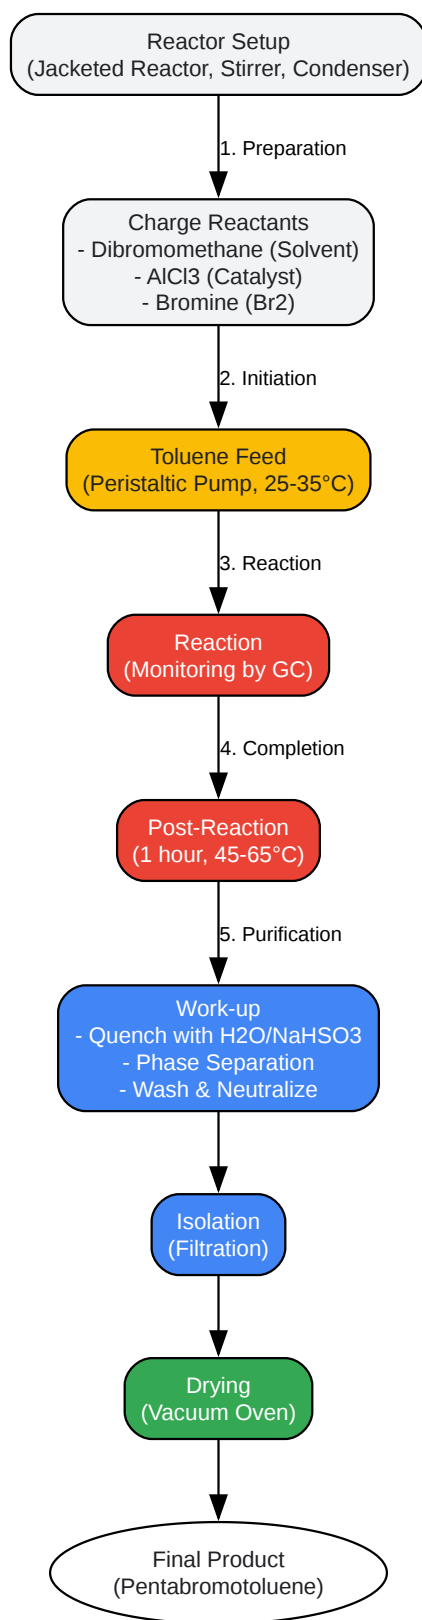 Reactor Setup
(Jacketed Reactor, Stirrer, Condenser)
1. Preparation
Charge Reactants
- Dibromomethane (Solvent)
- AlCl3 (Catalyst)
- Bromine (Br2)
2. Initiation
Toluene Feed
(Peristaltic Pump, 25-35°C)
3. Reaction
Reaction
(Monitoring by GC)
4. Completion
Post-Reaction
(1 hour, 45-65°C)
5. Purification
Work-up
- Quench with H2O/NaHSO3
- Phase Separation
- Wash & Neutralize
Isolation
(Filtration)
Drying
(Vacuum Oven)
Final Product
(Pentabromotoluene)